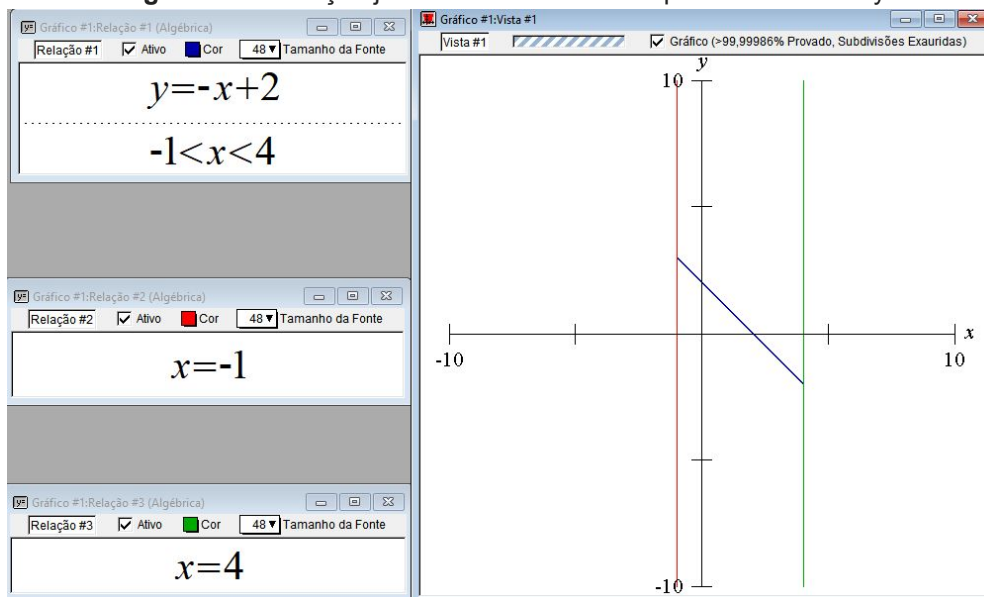 Gráfico #1:Relação #1 (Algébrica)
Relação #1 Ativo Cor 48 Tamanho da Fonte
y=-x+2
-1<x<4
Gráfico #1:Relação #2 (Algébrica)
Relação #2 Ativo Cor 48 Tamanho da Fonte
x=-1
Gráfico #1:Relação #3 (Algébrica)
Relação #3 Ativo Cor 48 Tamanho da Fonte
x=4
Gráfico #1:Vista #1
Vista #1 Gráfico (>99,99986% Provado, Subdivisões Exauridas)
y
10
x
-10
10
-10